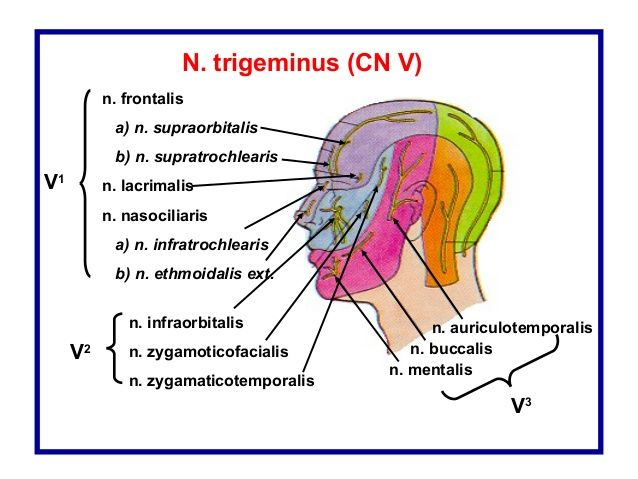 N. trigeminus (CN V)
n. frontalis
a) n. supraorbitalis
b) n. supratrochlearis
V1
n. lacrimalis
n. nasociliaris
a) n. infratrochlearis
b) n. ethmoidalis ext.
n. infraorbitalis
V2
n. zygamoticofacialis
n. zygamaticotemporalis
n. auriculotemporalis
n. buccalis
n. mentalis
V3